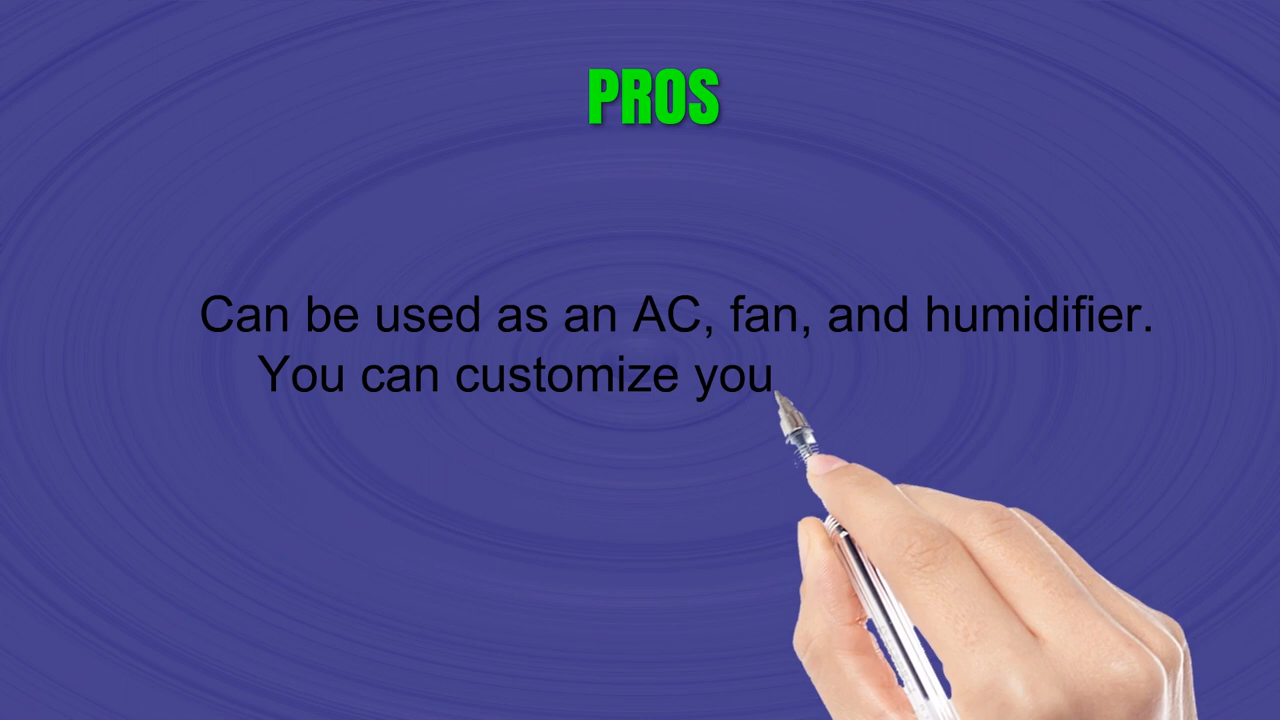 PROS
Can be used as an AC, fan, and humidifier.
You can customize you